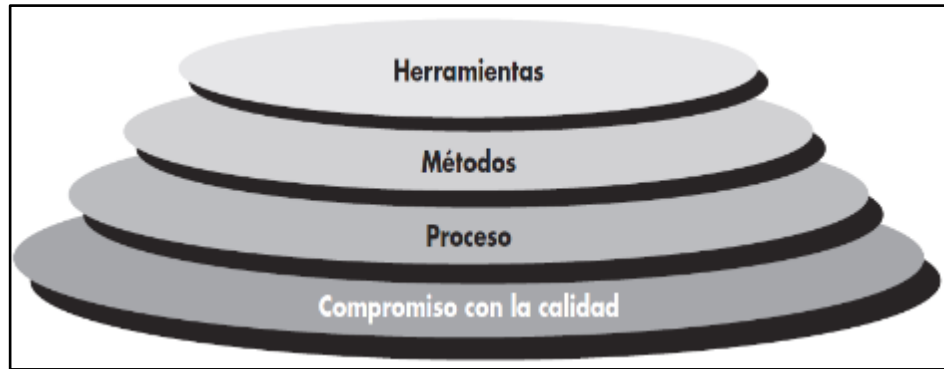 Herramientas
Métodos
Proceso
Compromiso con la calidad